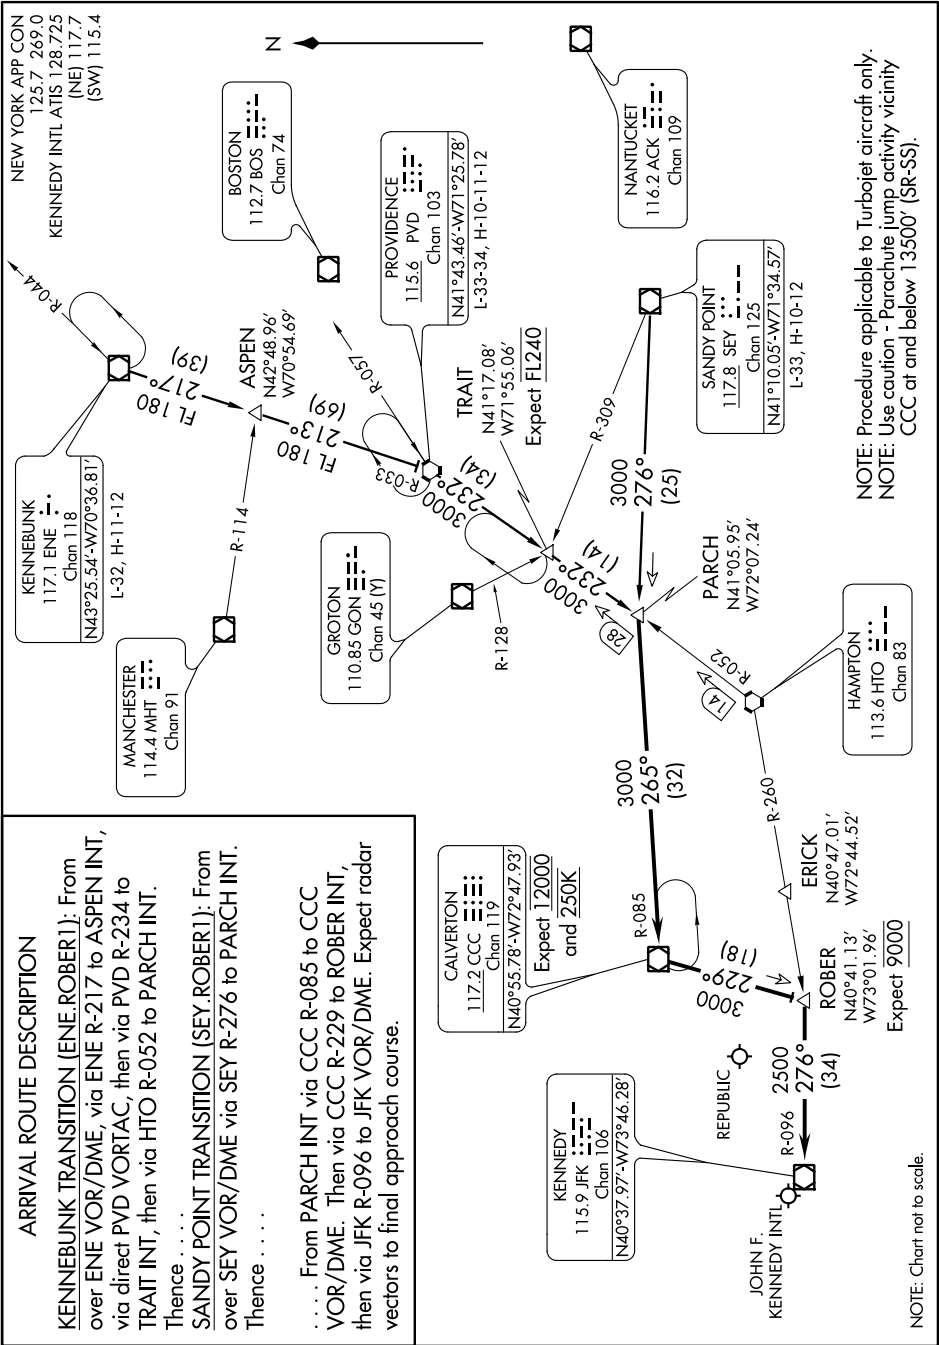 NEW YORK APP CON
125.7 269.0
KENNEDY INTL ATIS 128.725
(NE) 117.7
(SW) 115.4
N
ARRIVAL ROUTE DESCRIPTION
KENNEBUNK TRANSITION (ENE.ROBER1): From
over ENE VOR/DME, via ENE R-217 to ASPEN INT,
via direct PVD VORTAC, then via PVD R-234 to
TRAIT INT, then via HTO R-052 to PARCH INT.
Thence . . . .
SANDY POINT TRANSITION (SEY.ROBER1): From
over SEY VOR/DME via SEY R-276 to PARCH INT.
Thence . . . .
. . . . From PARCH INT via CCC R-085 to CCC
VOR/DME. Then via CCC R-229 to ROBER INT,
then via JFK R-096 to JFK VOR/DME. Expect radar
vectors to final approach course.
KENNEBUNK
117.1 ENE
Chan 118
N43°25.54'-W70°36.81'
L-32, H-11-12
R-044
FL 180
217°
(39)
MANCHESTER
114.4 MHT
Chan 91
R-114
ASPEN
N42°48.96'
W70°54.69'
FL 180
213°
(69)
BOSTON
112.7 BOS
Chan 74
R-057
R-033
PROVIDENCE
115.6 PVD
Chan 103
N41°43.46'-W71°25.78'
L-33-34, H-10-11-12
3000
232°
(34)
GROTON
110.85 GON
Chan 45 (Y)
R-128
TRAIT
N41°17.08'
W71°55.06'
Expect FL240
R-309
3000
232°
(14)
28
NANTUCKET
116.2 ACK
Chan 109
SANDY POINT
117.8 SEY
Chan 125
N41°10.05'-W71°34.57'
L-33, H-10-12
3000
276°
(25)
PARCH
N41°05.95'
W72°07.24'
R-052
14
HAMPTON
113.6 HTO
Chan 83
3000
265°
(32)
CALVERTON
117.2 CCC
Chan 119
N40°55.78'-W72°47.93'
Expect 12000
and 250K
R-085
3000
229°
(18)
R-260
ERICK
N40°47.01'
W72°44.52'
ROBER
N40°41.13'
W73°01.96'
Expect 9000
REPUBLIC
2500
276°
(34)
R-096
KENNEDY
115.9 JFK
Chan 106
N40°37.97'-W73°46.28'
JOHN F.
KENNEDY INTL
NOTE: Procedure applicable to Turbojet aircraft only.
NOTE: Use caution - Parachute jump activity vicinity
CCC at and below 13500' (SR-SS).
NOTE: Chart not to scale.